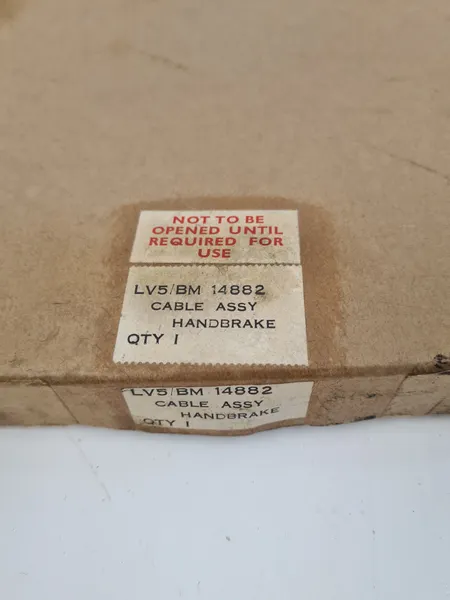 NOT TO BE
OPENED UNTIL
REQUIRED FOR
USE
LV5/BM 14882
CABLE ASSY
HANDBRAKE
QTY 1
LV5/BM 14882
CABLE ASSY
HANDBRAKE
QTY 1